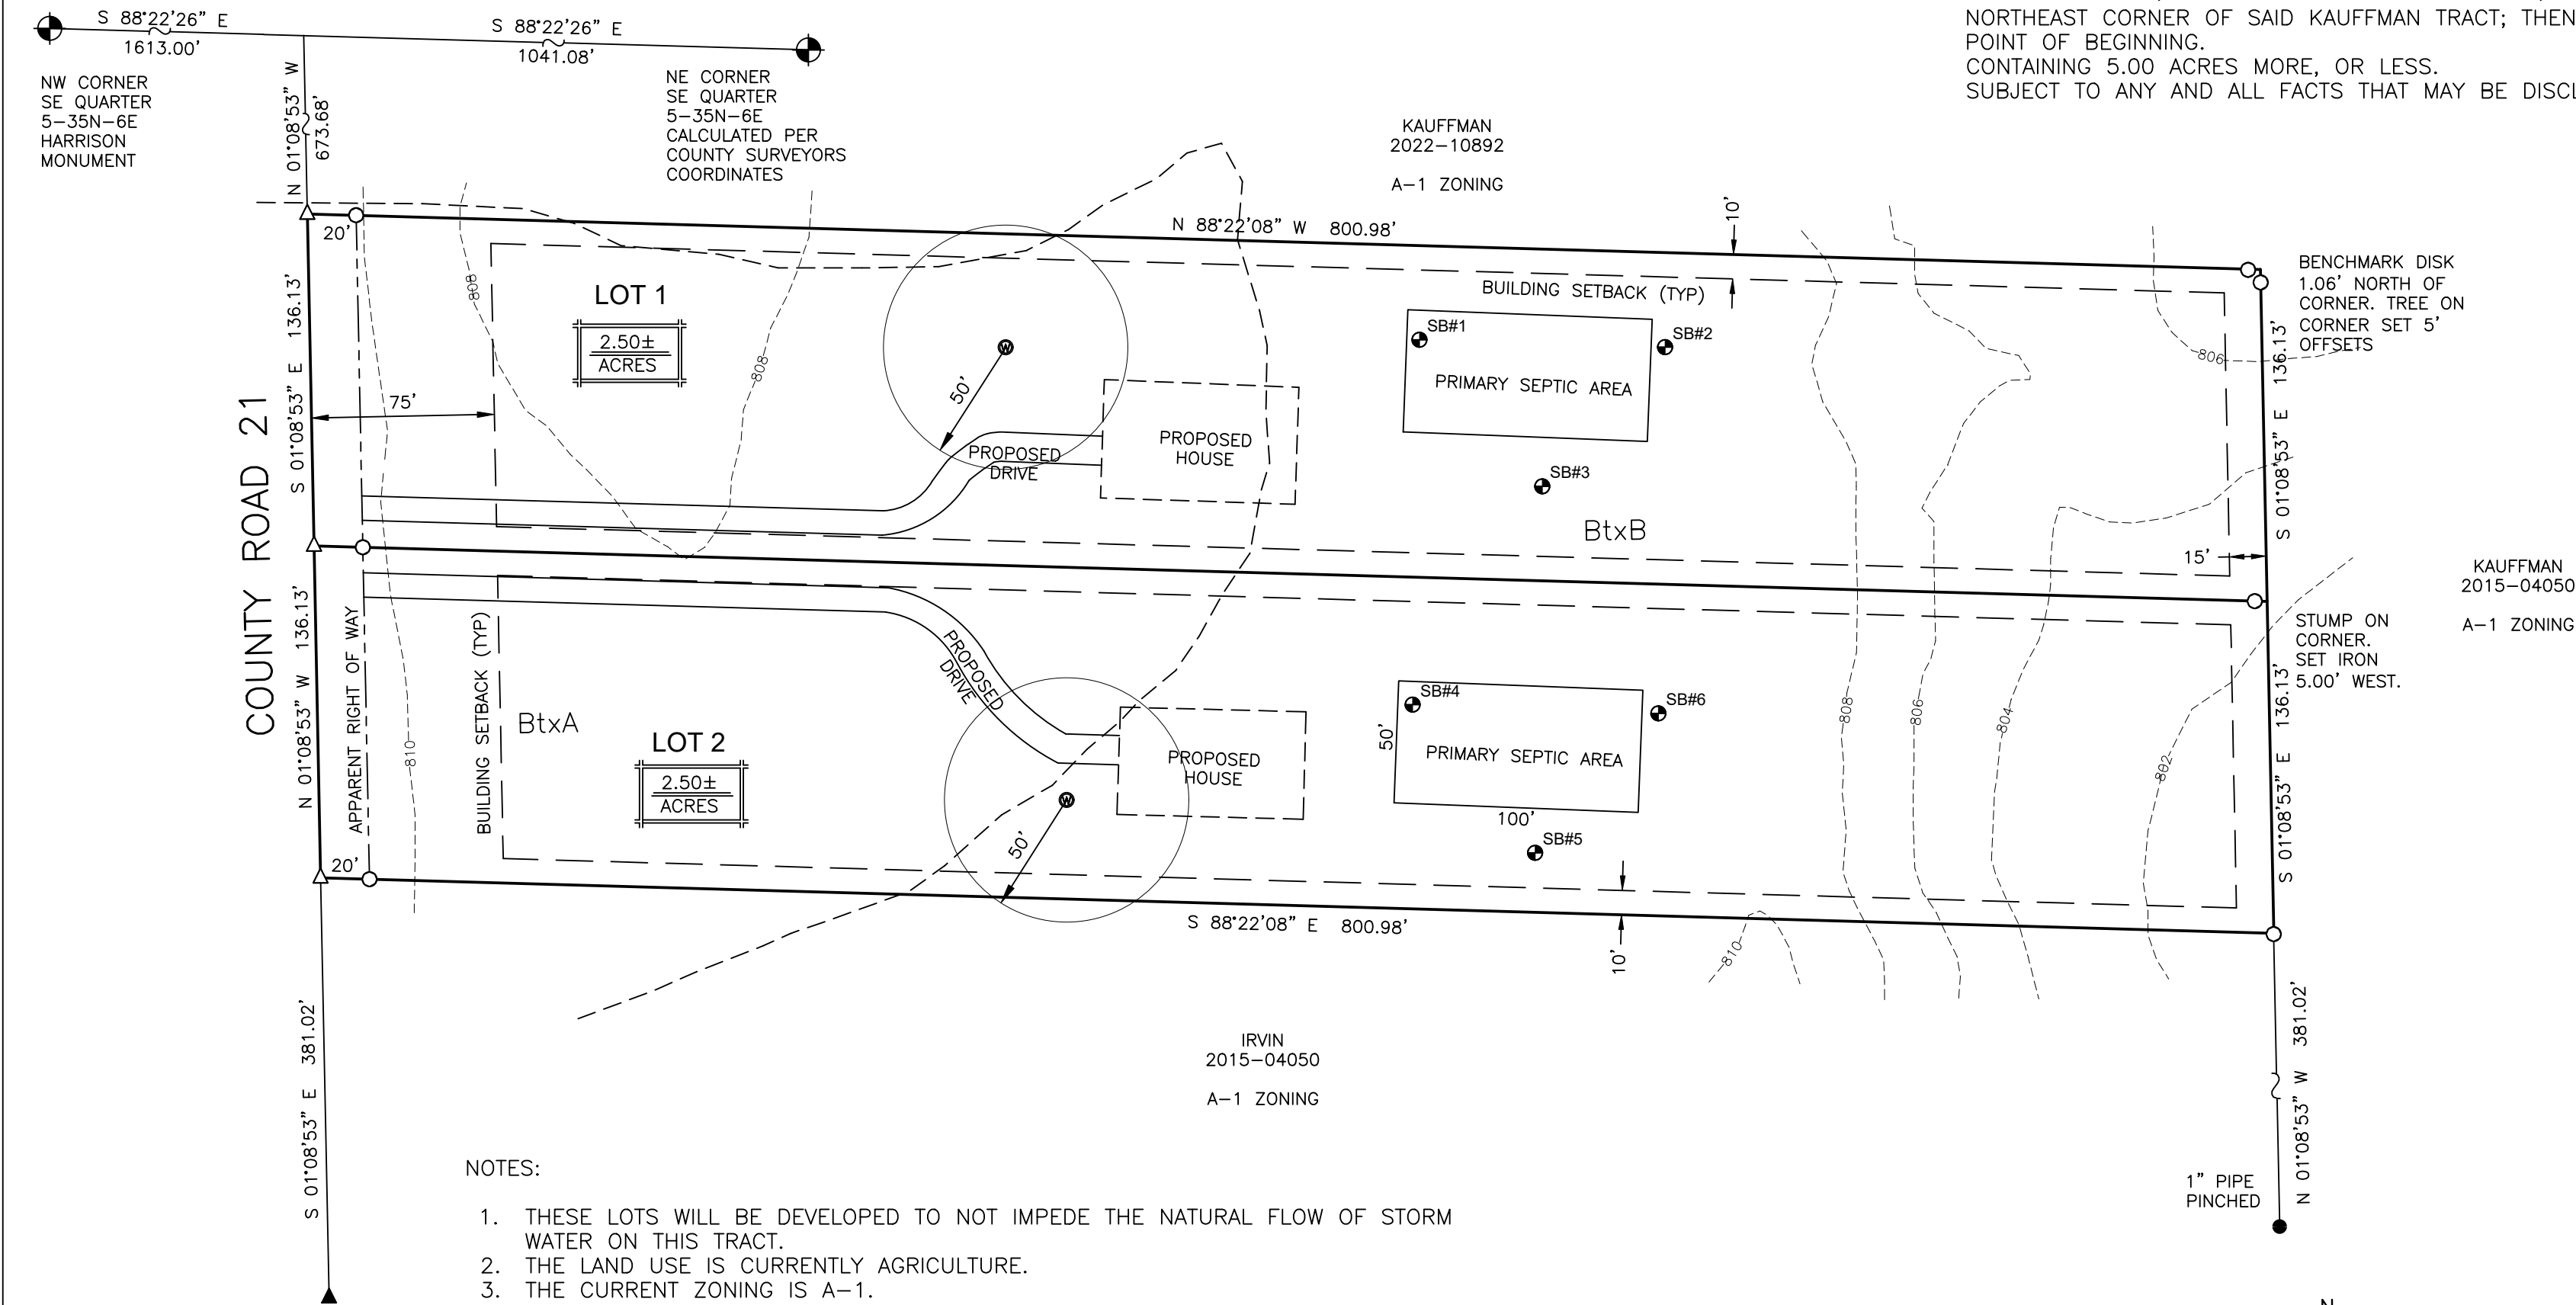 S 88°22'26" E
1613.00'
S 88°22'26" E
1041.08'
NORTHEAST CORNER OF SAID KAUFFMAN TRACT; THEN
POINT OF BEGINNING.
CONTAINING 5.00 ACRES MORE, OR LESS.
SUBJECT TO ANY AND ALL FACTS THAT MAY BE DISCL
NW CORNER
SE QUARTER
5-35N-6E
HARRISON
MONUMENT
N 01°08'53" W
673.68'
NE CORNER
SE QUARTER
5-35N-6E
CALCULATED PER
COUNTY SURVEYORS
COORDINATES
KAUFFMAN
2022-10892
A-1 ZONING
N 88°22'08" W 800.98'
10'
20'
BUILDING SETBACK (TYP)
BENCHMARK DISK
1.06' NORTH OF
CORNER. TREE ON
CORNER SET 5'
OFFSETS
S 01°08'53" E 136.13'
808
LOT 1
2.50±
ACRES
808
75'
50'
PROPOSED
DRIVE
PROPOSED
HOUSE
SB#1
SB#2
PRIMARY SEPTIC AREA
SB#3
BtxB
806
S 01°08'53" E 136.13'
15'
COUNTY ROAD 21
KAUFFMAN
2015-04050
A-1 ZONING
STUMP ON
CORNER.
SET IRON
5.00' WEST.
N 01°08'53" W 136.13'
APPARENT RIGHT OF WAY
810
BUILDING SETBACK (TYP)
BtxA
LOT 2
2.50±
ACRES
PROPOSED
DRIVE
50'
PROPOSED
HOUSE
SB#4
SB#6
50'
PRIMARY SEPTIC AREA
100'
SB#5
808
806
804
802
S 01°08'53" E 136.13'
20'
S 88°22'08" E 800.98'
10'
810
S 01°08'53" E 381.02'
IRVIN
2015-04050
A-1 ZONING
N 01°08'53" W 381.02'
1" PIPE
PINCHED
NOTES:
1. THESE LOTS WILL BE DEVELOPED TO NOT IMPEDE THE NATURAL FLOW OF STORM
WATER ON THIS TRACT.
2. THE LAND USE IS CURRENTLY AGRICULTURE.
3. THE CURRENT ZONING IS A-1.